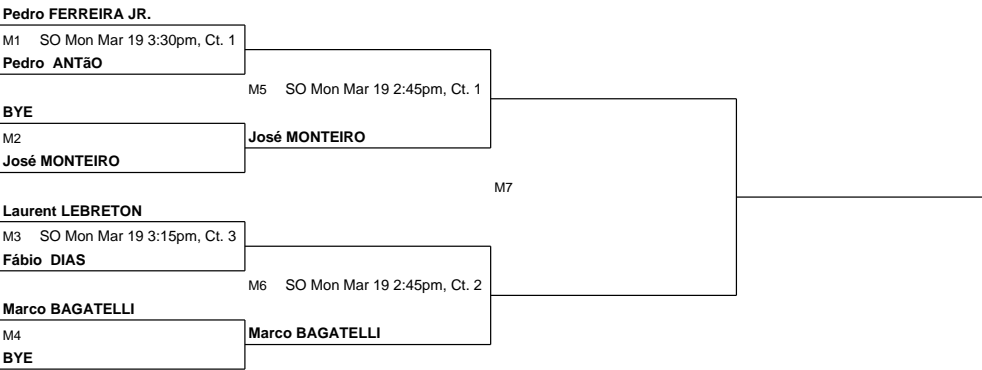 Pedro FERREIRA JR.
M1 SO Mon Mar 19 3:30pm, Ct. 1
Pedro ANTãO
M5 SO Mon Mar 19 2:45pm, Ct. 1
BYE
M2
José MONTEIRO
José MONTEIRO
M7
Laurent LEBRETON
M3 SO Mon Mar 19 3:15pm, Ct. 3
Fábio DIAS
M6 SO Mon Mar 19 2:45pm, Ct. 2
Marco BAGATELLI
M4
Marco BAGATELLI
BYE